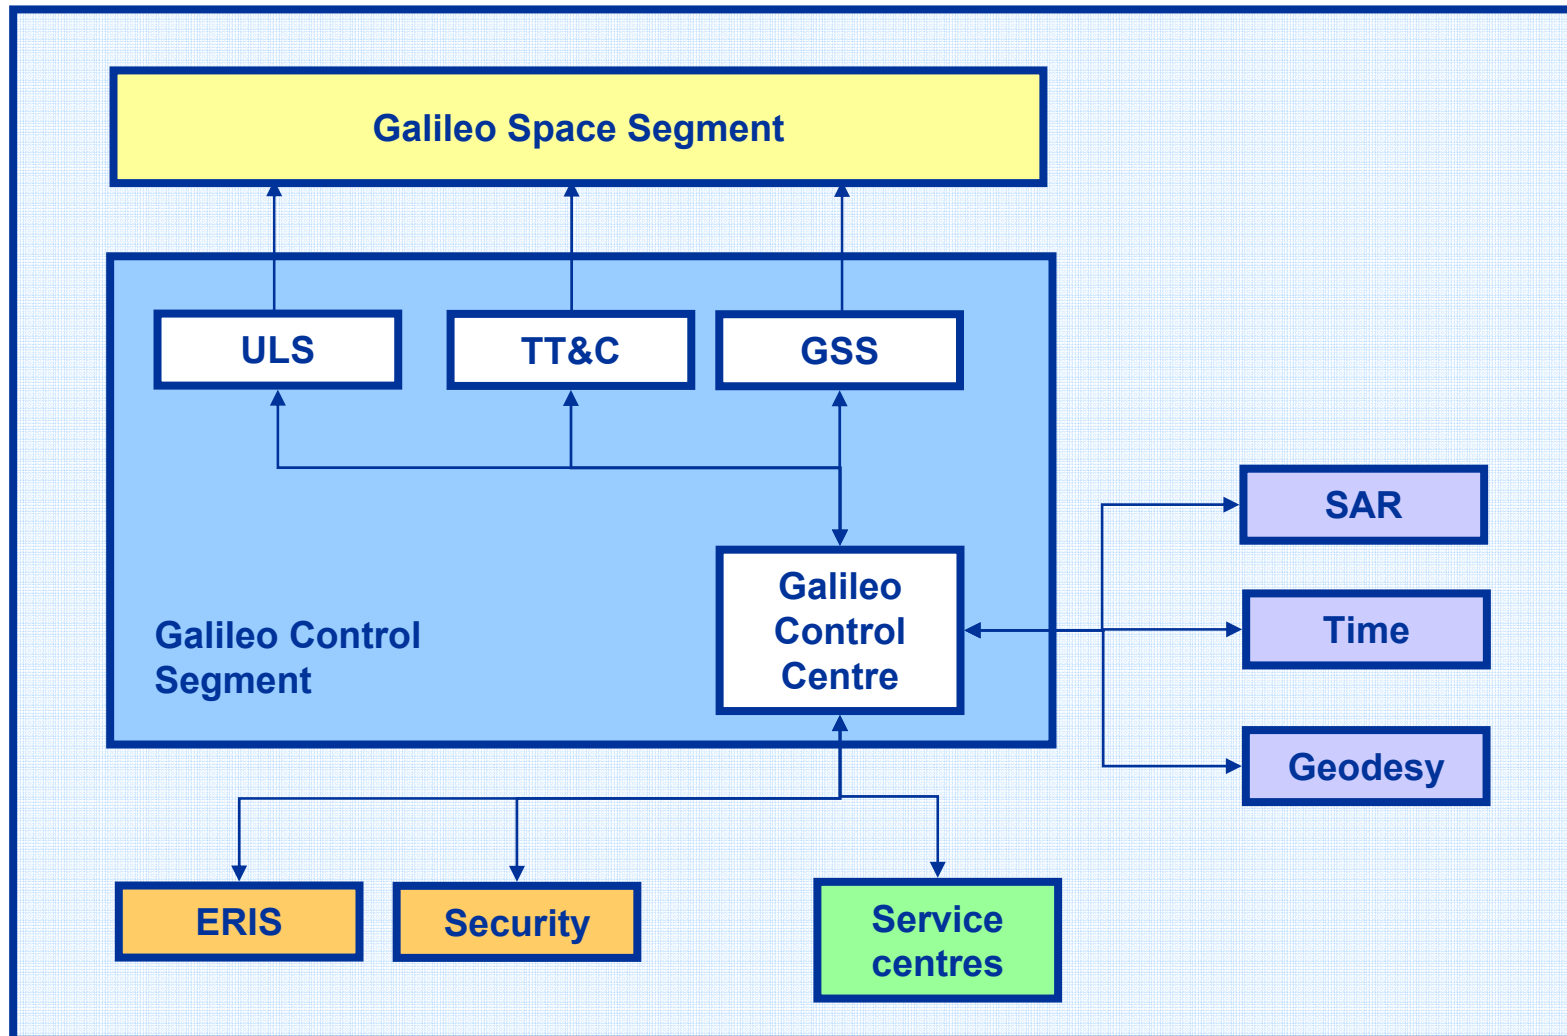 Galileo Space Segment
ULS
TT&C
GSS
SAR
Galileo
Control
Centre
Time
Galileo Control
Segment
Geodesy
ERIS
Security
Service
centres